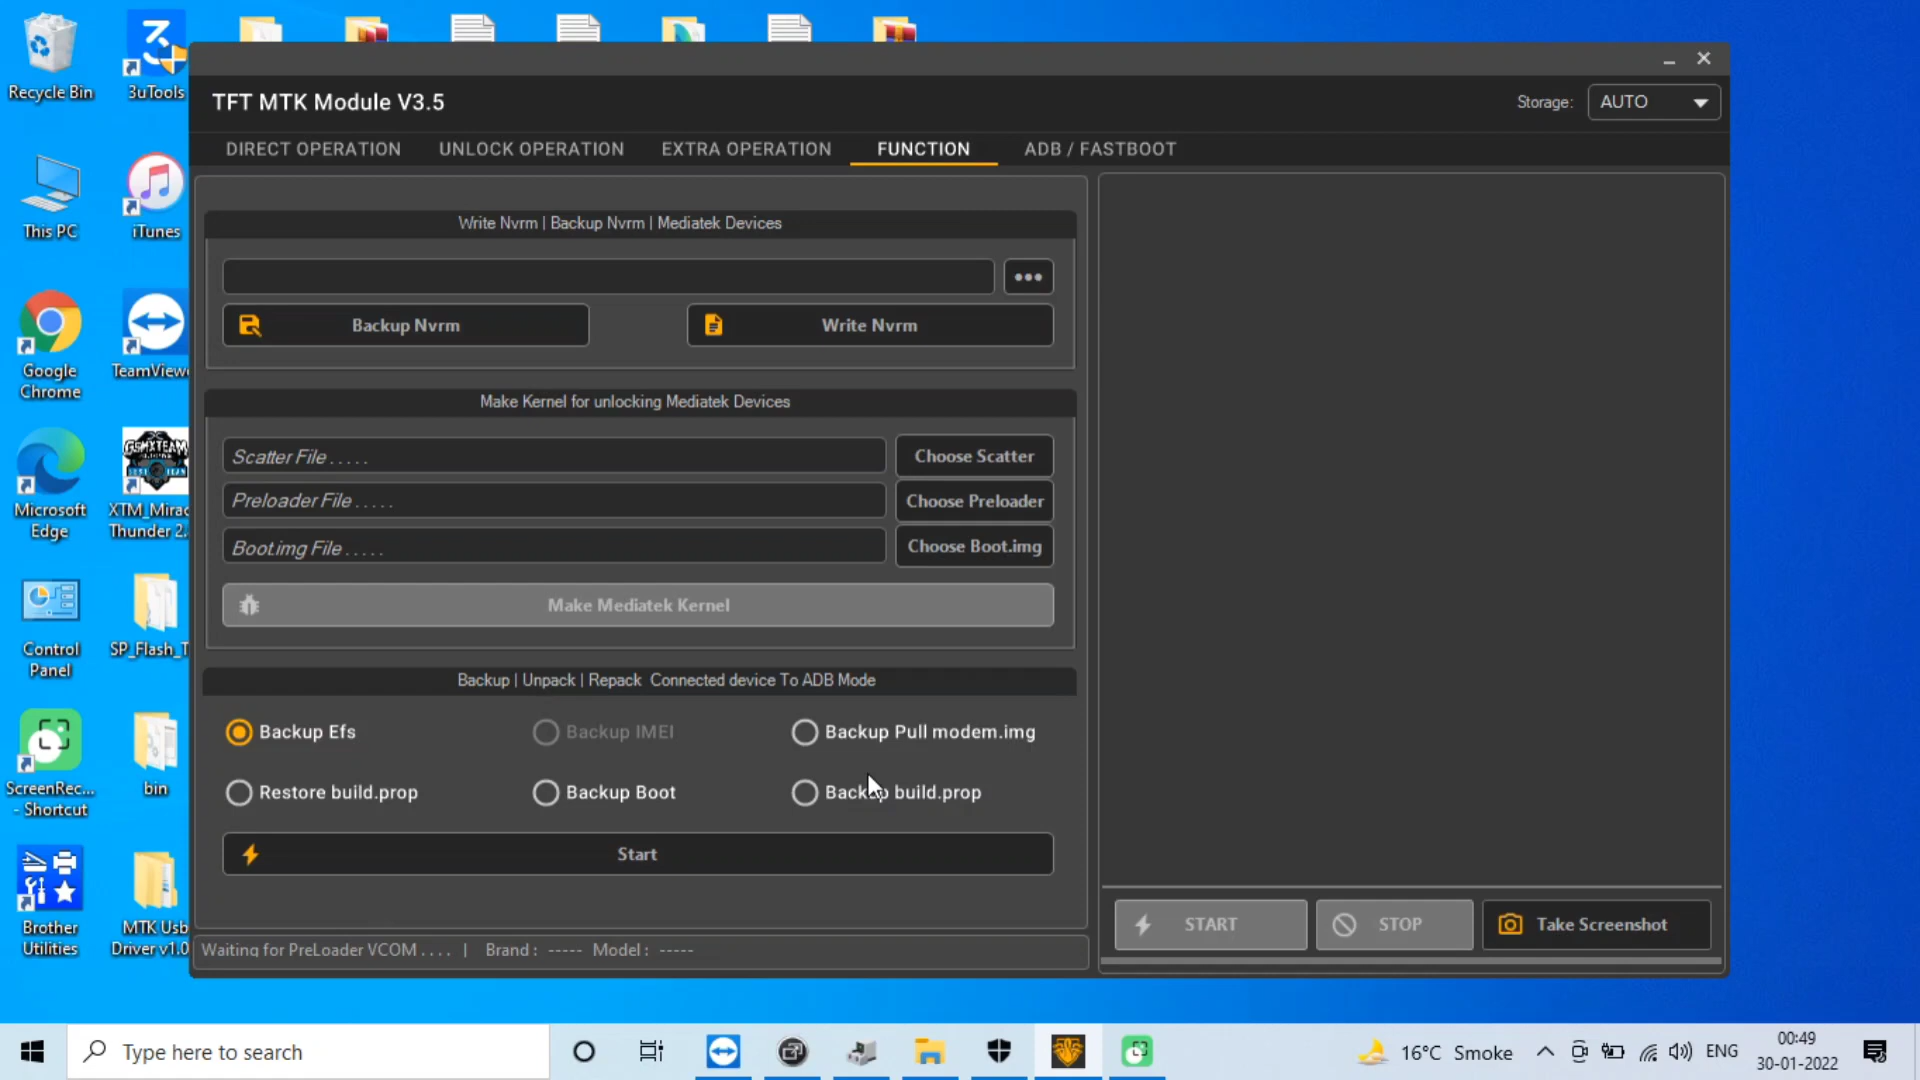 Recycle Bin
3uTools
This PC
iTunes
Google
Chrome
TeamViewe
Microsoft
Edge
GSMXTEAM
XTM_Mirac
Thunder 2.
Control
Panel
SP_Flash_T
ScreenRec...
- Shortcut
bin
Brother
Utilities
MTK Usb
Driver v1.0
TFT MTK Module V3.5
Storage:
AUTO
DIRECT OPERATION
UNLOCK OPERATION
EXTRA OPERATION
FUNCTION
ADB / FASTBOOT
Write Nvrm | Backup Nvrm | Mediatek Devices
•••
Backup Nvrm
Write Nvrm
Make Kernel for unlocking Mediatek Devices
Scatter File . . . . .
Choose Scatter
Preloader File . . . . .
Choose Preloader
Boot.img File . . . . .
Choose Boot.img
Make Mediatek Kernel
Backup | Unpack | Repack  Connected device To ADB Mode
Backup Efs
Backup IMEI
Backup Pull modem.img
Restore build.prop
Backup Boot
Backup build.prop
Start
Waiting for PreLoader VCOM . . . .  |  Brand :  -----  Model :  -----
START
STOP
Take Screenshot
Type here to search
16°C  Smoke
ENG
00:49
30-01-2022